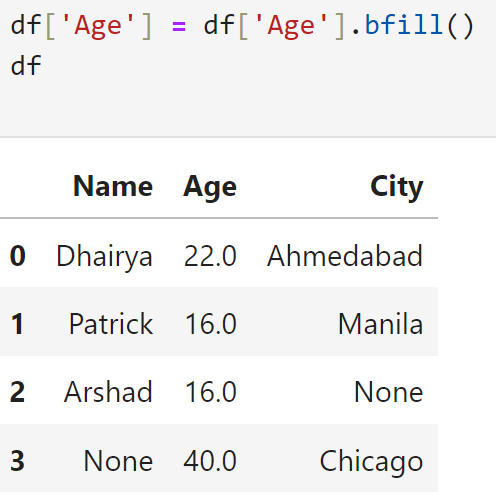 df['Age'] = df['Age'].bfill()
df
Name Age City
0 Dhairya 22.0 Ahmedabad
1 Patrick 16.0 Manila
2 Arshad 16.0 None
3 None 40.0 Chicago